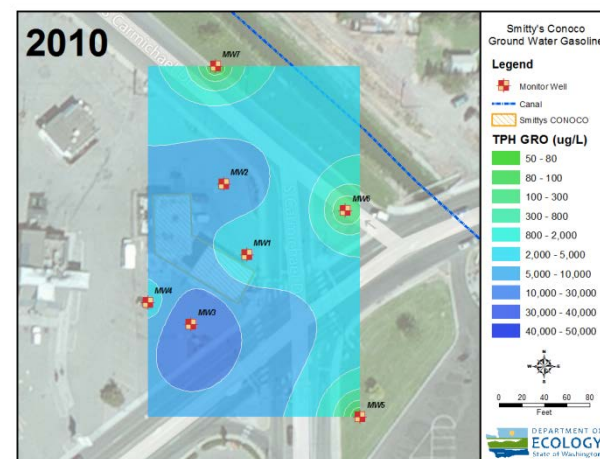 2010
Carmichael
MW7
MW2
MW6
MW1
MW4
MW3
MW5
Smitty's Conoco
Ground Water Gasoline
Legend
Monitor Well
Canal
Smittys CONOCO
TPH GRO (ug/L)
50 - 80
80 - 100
100 - 300
300 - 800
800 - 2,000
2,000 - 5,000
5,000 - 10,000
10,000 - 30,000
30,000 - 40,000
40,000 - 50,000
N
W E
S
0 20 40 60 80
Feet
DEPARTMENT OF
ECOLOGY
State of Washington